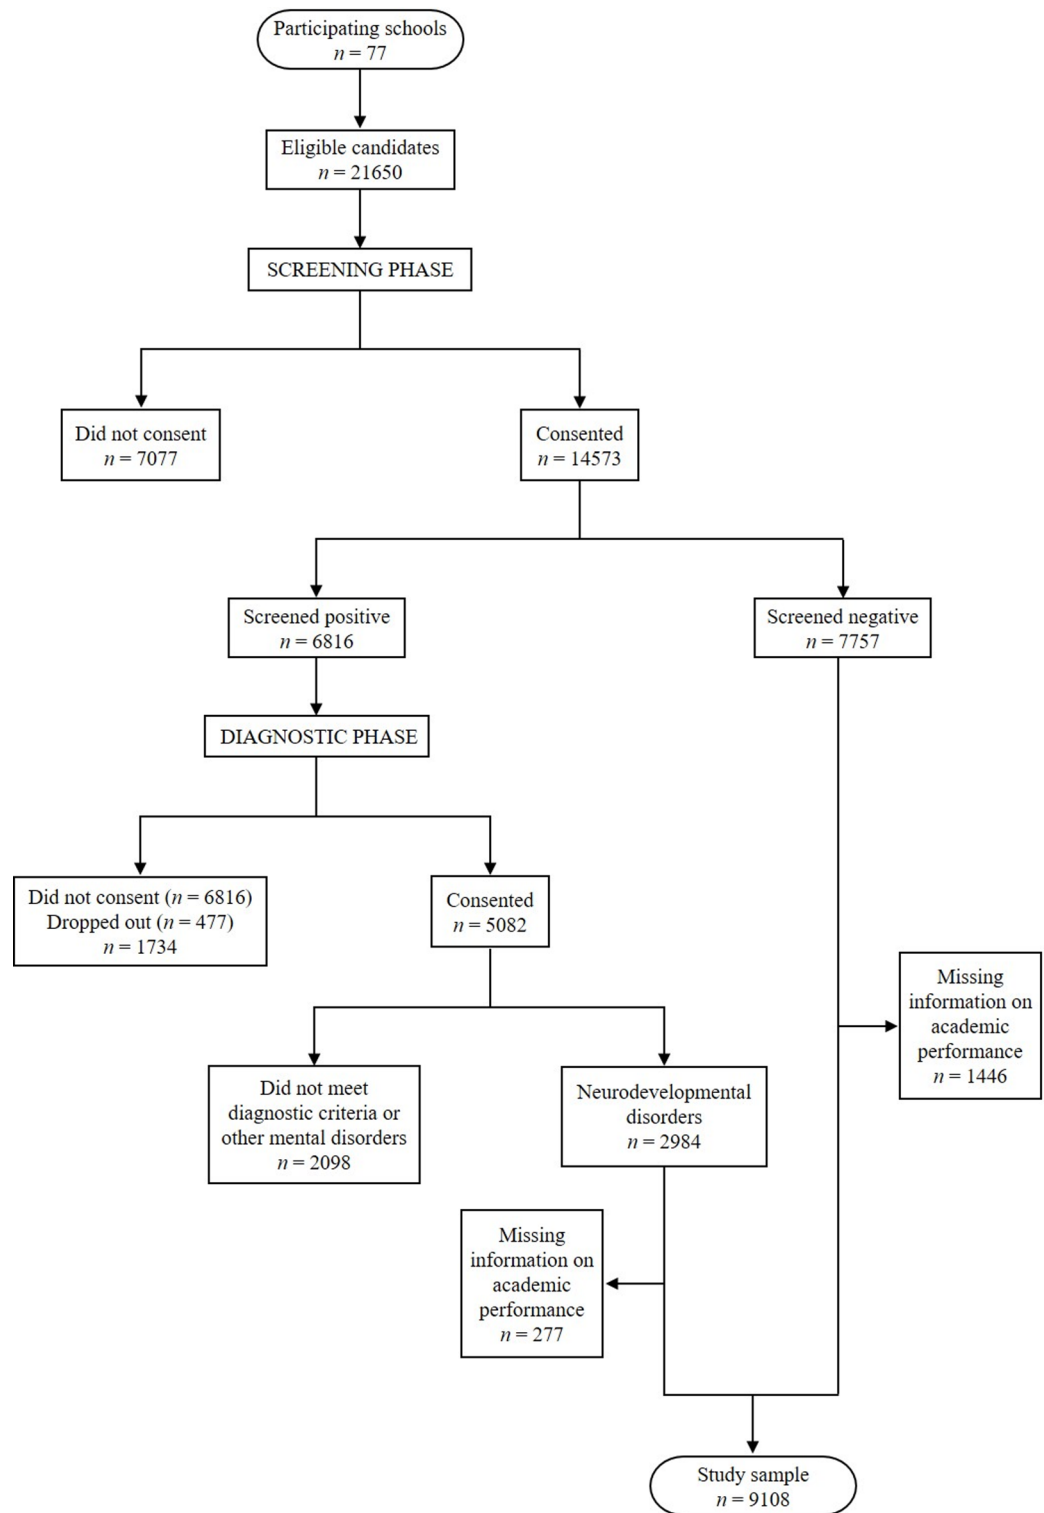 Participating schools
n = 77
Eligible candidates
n = 21650
SCREENING PHASE
Did not consent
n = 7077
Consented
n = 14573
Screened positive
n = 6816
Screened negative
n = 7757
DIAGNOSTIC PHASE
Did not consent (n = 6816)
Dropped out (n = 477)
n = 1734
Consented
n = 5082
Missing
information on
academic
performance
n = 1446
Did not meet
diagnostic criteria or
other mental disorders
n = 2098
Neurodevelopmental
disorders
n = 2984
Missing
information on
academic
performance
n = 277
Study sample
n = 9108